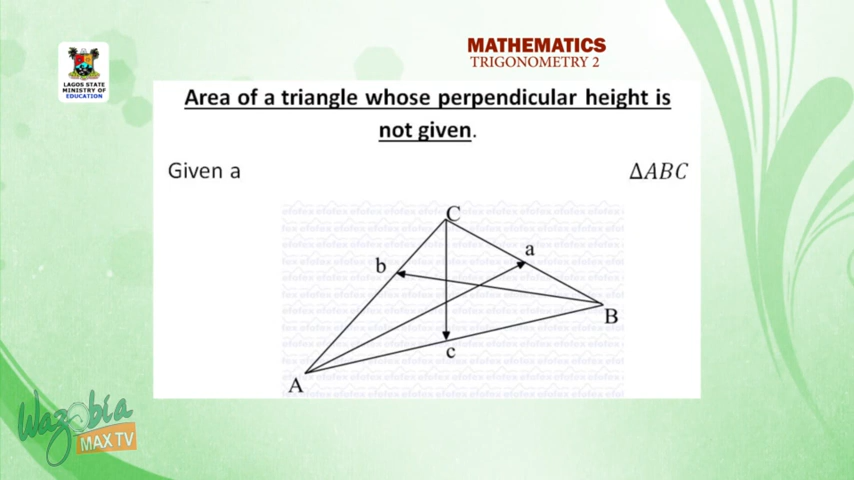 MATHEMATICS
TRIGONOMETRY 2
LAGOS STATE
MINISTRY OF
EDUCATION
Area of a triangle whose perpendicular height is
not given.
Given a ΔABC
C
a
b
B
c
A
Wazobia
MAX TV